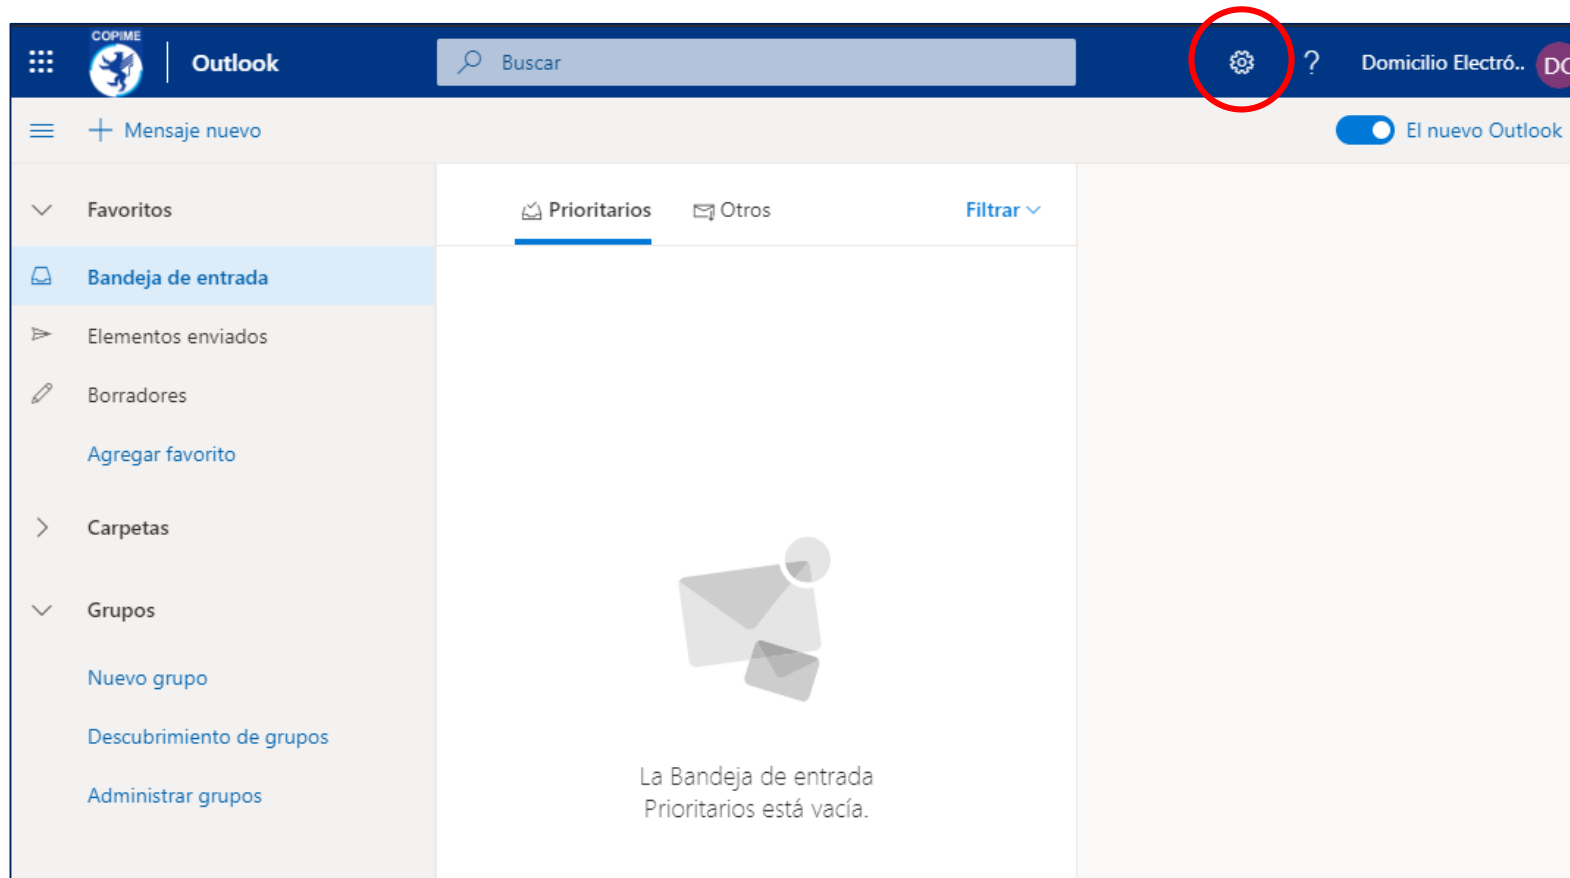 COPIME
Outlook
Buscar
?
Domicilio Electró..
DC
Mensaje nuevo
El nuevo Outlook
Favoritos
Prioritarios
Otros
Filtrar
Bandeja de entrada
Elementos enviados
Borradores
Agregar favorito
Carpetas
Grupos
Nuevo grupo
Descubrimiento de grupos
Administrar grupos
La Bandeja de entrada
Prioritarios está vacía.